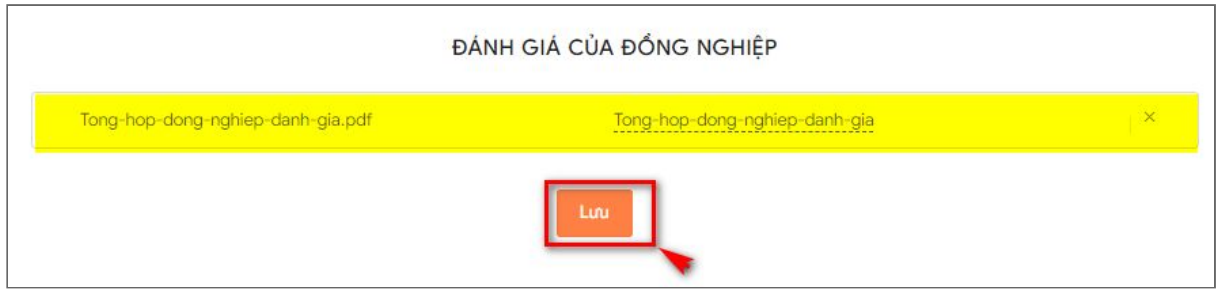 ĐÁNH GIÁ CỦA ĐỒNG NGHIỆP
Tong-hop-dong-nghiep-danh-gia.pdf Tong-hop-dong-nghiep-danh-gia ×
Lưu